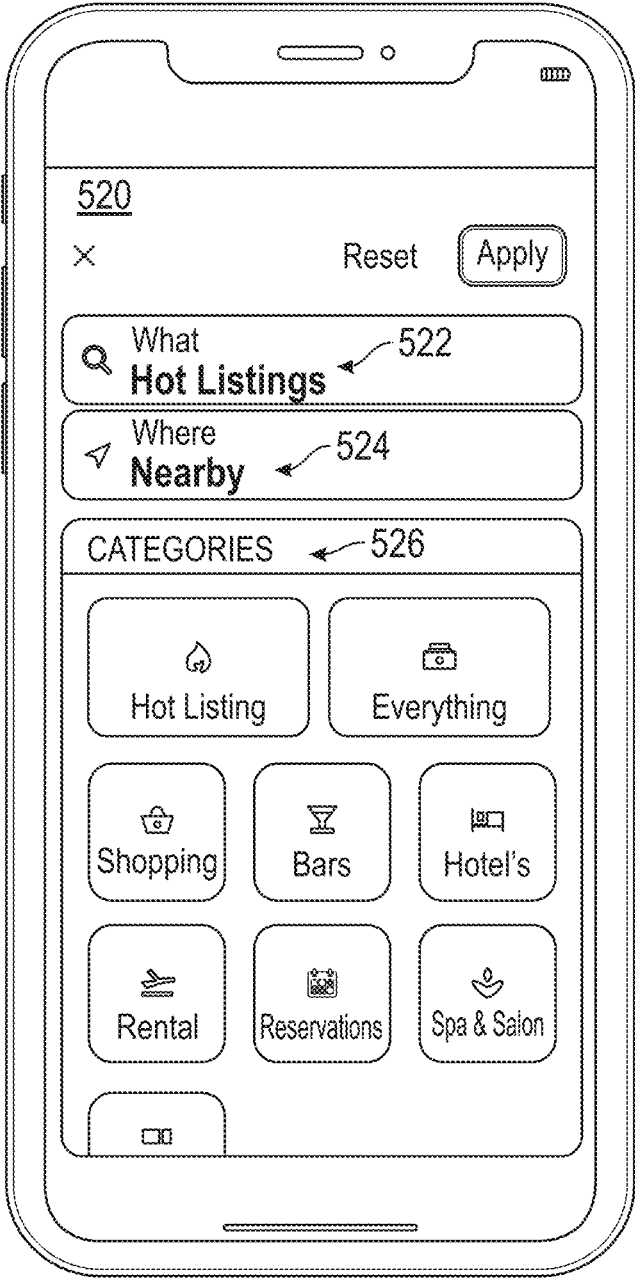 520
Reset Apply
What
Hot Listings 522
Where
Nearby 524
CATEGORIES 526
Hot Listing Everything
Shopping Bars Hotel's
Rental Reservations Spa & Salon